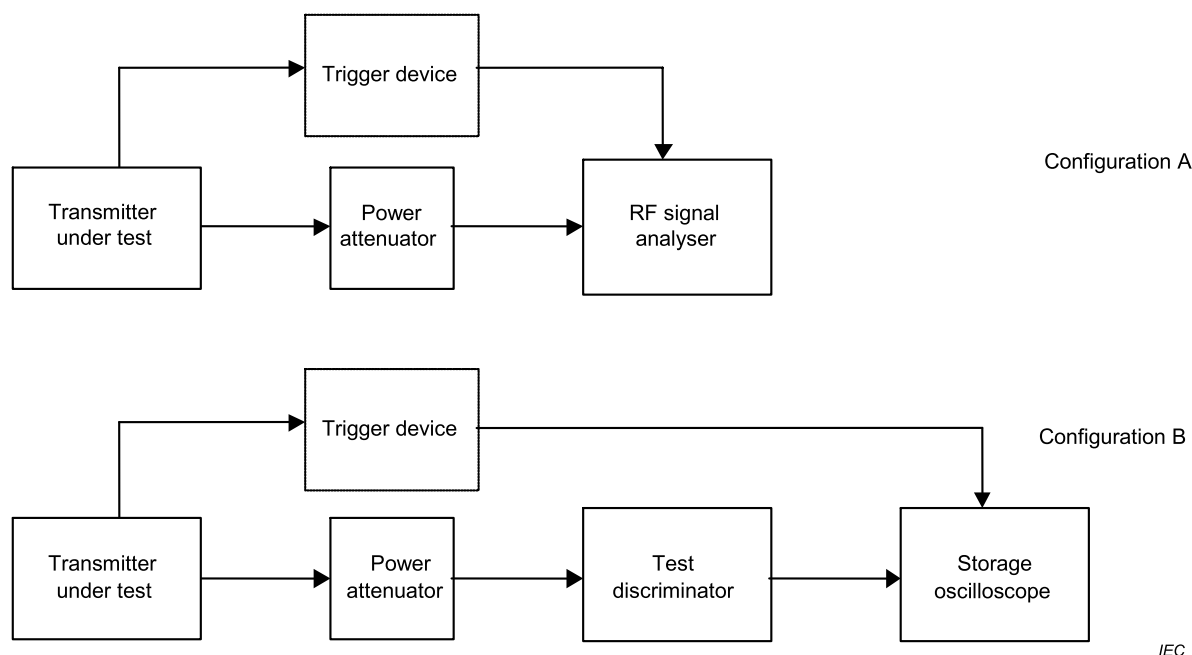 Trigger device
Configuration A
Transmitter
under test
Power
attenuator
RF signal
analyser
Trigger device
Configuration B
Transmitter
under test
Power
attenuator
Test
discriminator
Storage
oscilloscope
IEC